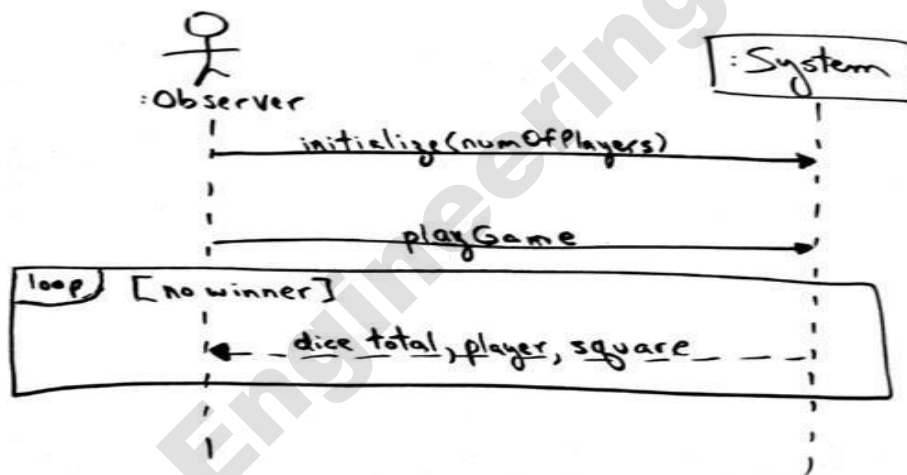 :System
:Observer
initialize(numOfPlayers)
playGame
loop [no winner]
dice total, player, square
Engineering